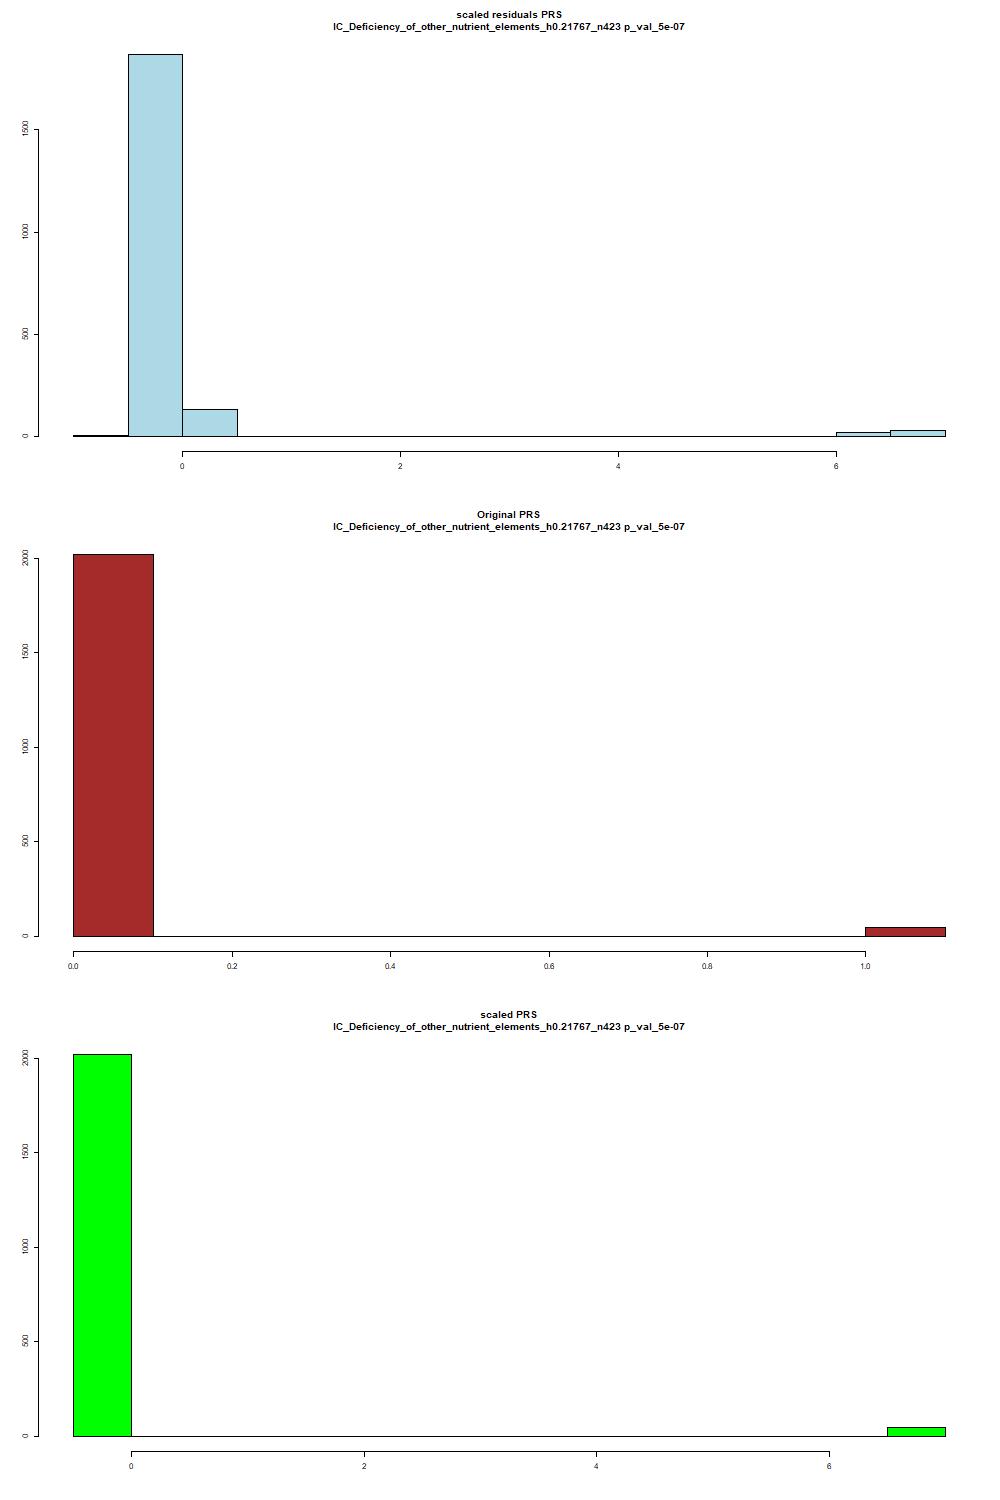 scaled residuals PRS
IC_Deficiency_of_other_nutrient_elements_h0.21767_n423 p_val_5e-07
1500
1000
500
0
0 2 4 6
Original PRS
IC_Deficiency_of_other_nutrient_elements_h0.21767_n423 p_val_5e-07
2000
1500
1000
500
0
0.0 0.2 0.4 0.6 0.8 1.0
scaled PRS
IC_Deficiency_of_other_nutrient_elements_h0.21767_n423 p_val_5e-07
2000
1500
1000
500
0
0 2 4 6